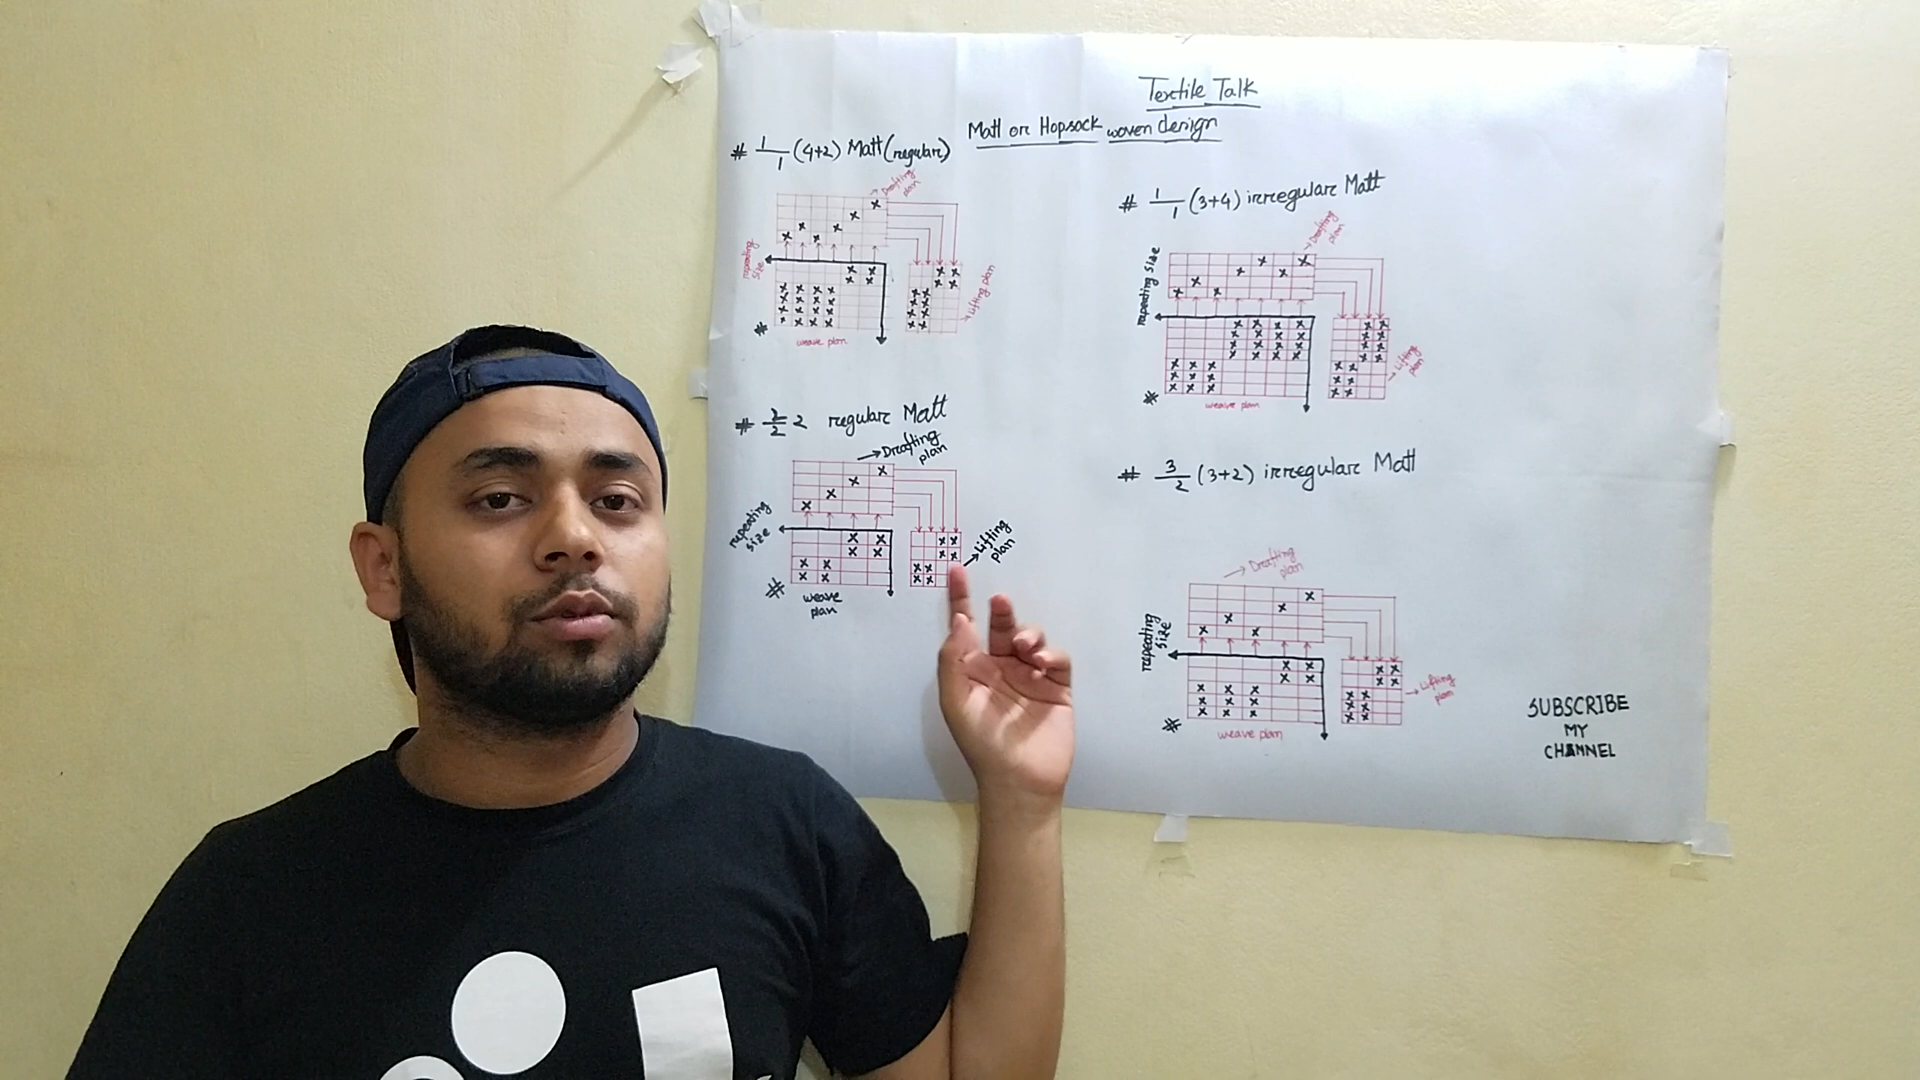 Textile Talk
Matt or Hopsock woven design
# 1/1 (4+2) Matt (regular)
→ Drafting plan
repeating size
→ Lifting plan
#
weave plan
# 2/2 2 regular Matt
→ Drafting plan
repeating size
→ Lifting plan
#
weave plan
# 1/1 (3+4) irregular Matt
→ Drafting plan
repeating size
→ Lifting plan
#
weave plan
# 3/2 (3+2) irregular Matt
→ Drafting plan
repeating size
→ Lifting plan
#
weave plan
SUBSCRIBE
MY
CHANNEL